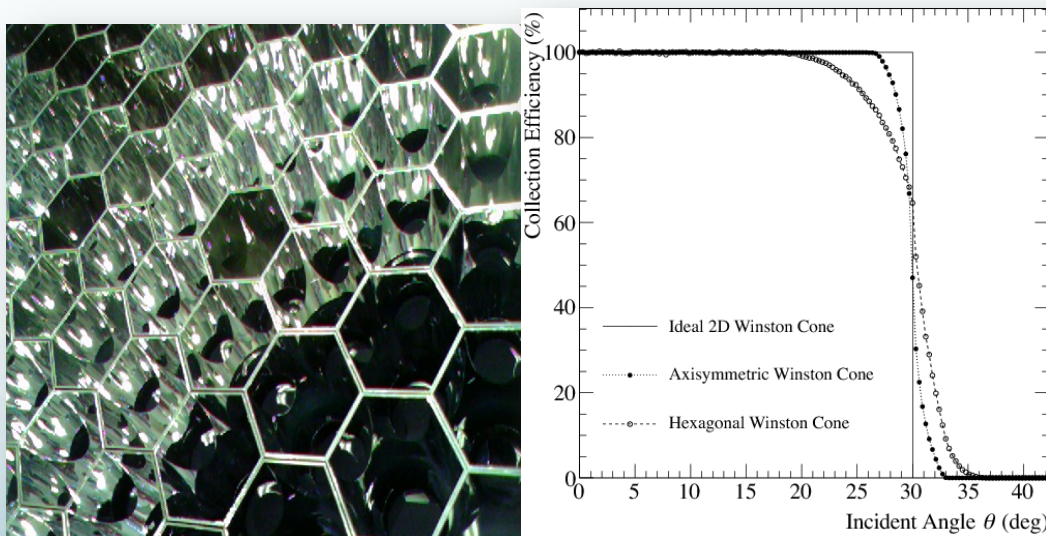 Collection Efficiency (%)
100
80
60
40
20
0
Ideal 2D Winston Cone
Axisymmetric Winston Cone
Hexagonal Winston Cone
0 5 10 15 20 25 30 35 40
Incident Angle θ (deg)